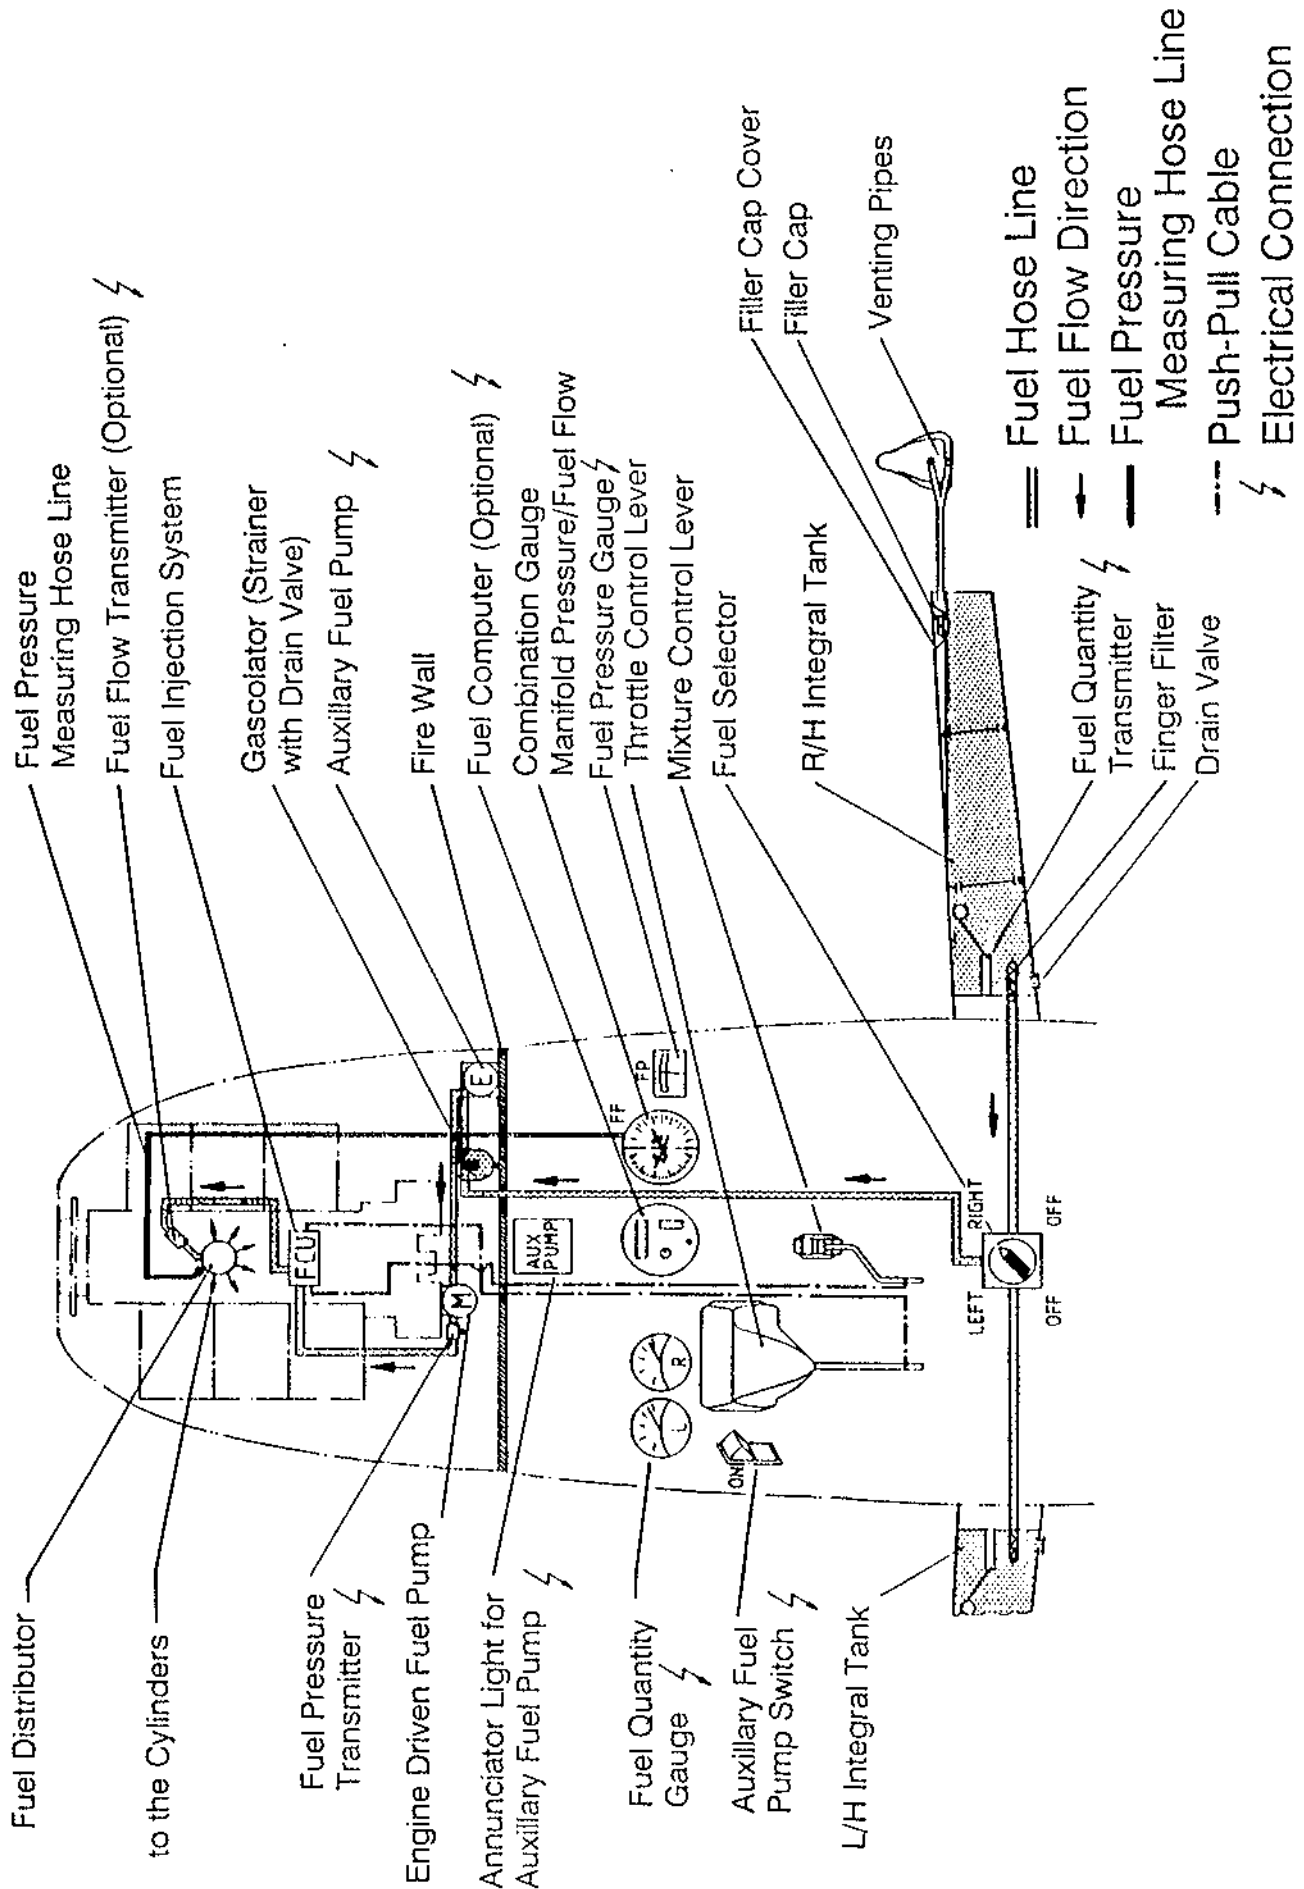 Fuel Distributor
to the Cylinders
Fuel Pressure
Transmitter
Engine Driven Fuel Pump
Annunciator Light for
Auxillary Fuel Pump
Fuel Quantity
Gauge
Auxillary Fuel
Pump Switch
L/H Integral Tank
Fuel Pressure
Measuring Hose Line
Fuel Flow Transmitter (Optional)
Fuel Injection System
Gascolator (Strainer
with Drain Valve)
Auxillary Fuel Pump
Fire Wall
Fuel Computer (Optional)
Combination Gauge
Manifold Pressure/Fuel Flow
Fuel Pressure Gauge
Throttle Control Lever
Mixture Control Lever
Fuel Selector
R/H Integral Tank
Filler Cap Cover
Filler Cap
Venting Pipes
Fuel Quantity
Transmitter
Finger Filter
Drain Valve
FCU
M
E
AUX
PUMP
FF
FP
L
R
ON
LEFT
RIGHT
OFF
OFF
Fuel Hose Line
Fuel Flow Direction
Fuel Pressure
Measuring Hose Line
Push-Pull Cable
Electrical Connection